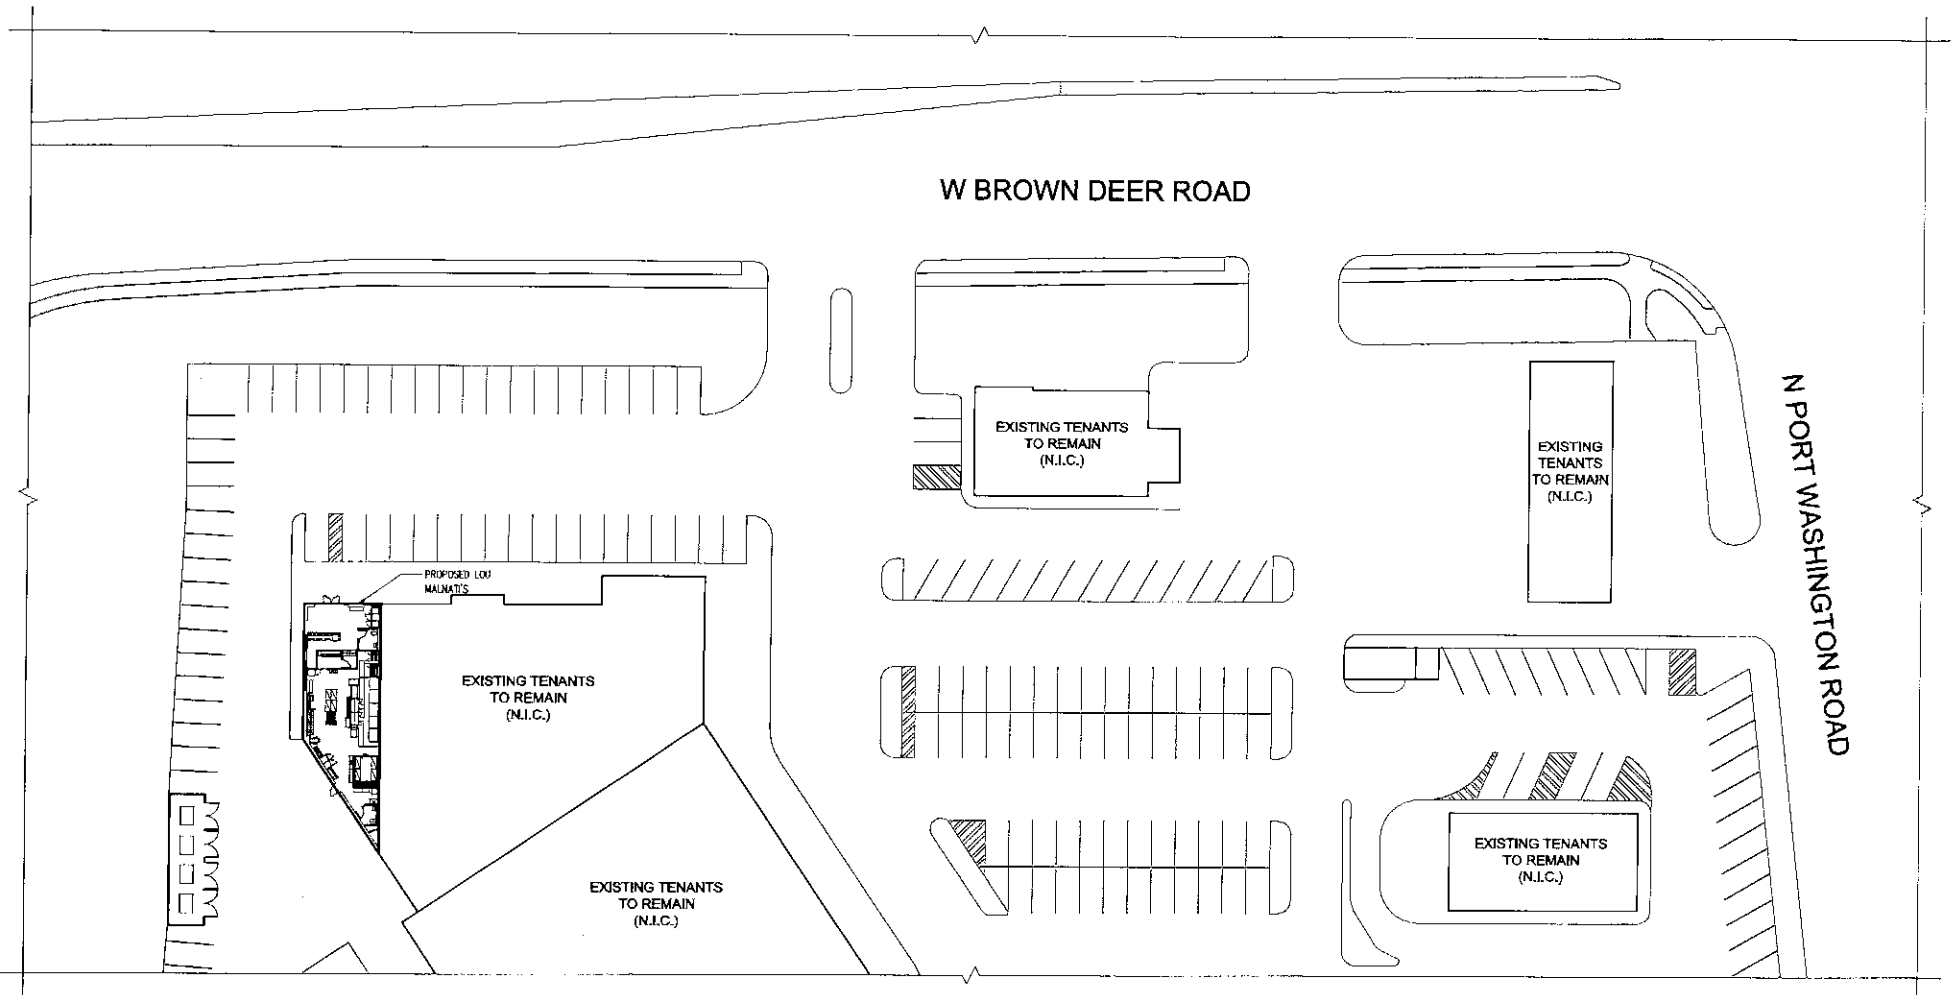 W BROWN DEER ROAD
N PORT WASHINGTON ROAD
EXISTING TENANTS
TO REMAIN
(N.I.C.)
EXISTING
TENANTS
TO REMAIN
(N.I.C.)
PROPOSED LOU
MALNATI'S
EXISTING TENANTS
TO REMAIN
(N.I.C.)
EXISTING TENANTS
TO REMAIN
(N.I.C.)
EXISTING TENANTS
TO REMAIN
(N.I.C.)